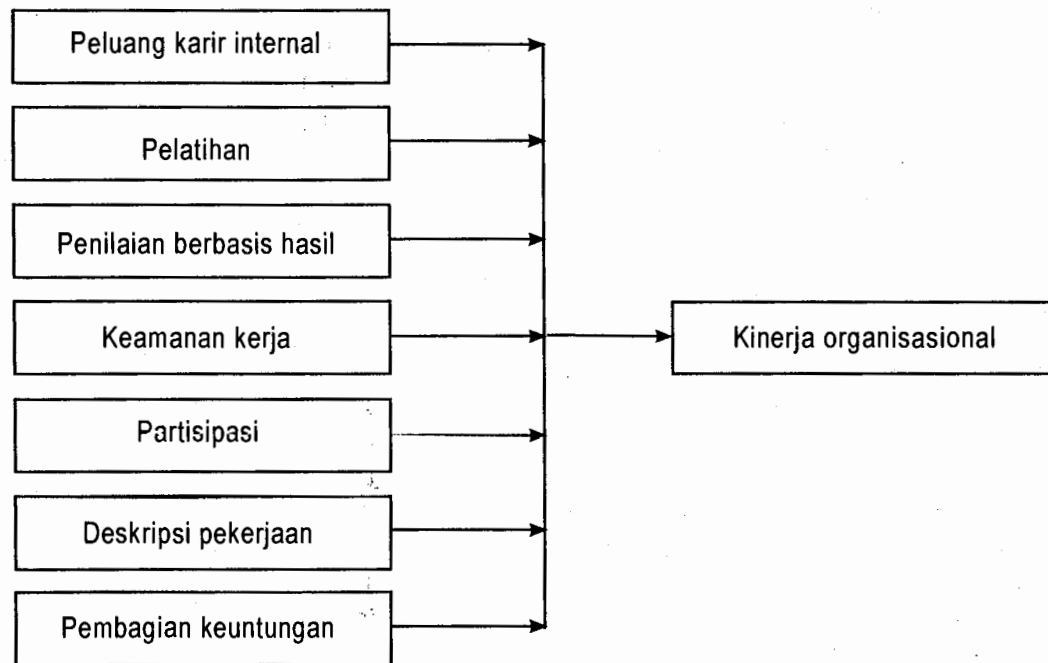 Peluang karir internal
Pelatihan
Penilaian berbasis hasil
Keamanan kerja
Kinerja organisasional
Partisipasi
Deskripsi pekerjaan
Pembagian keuntungan